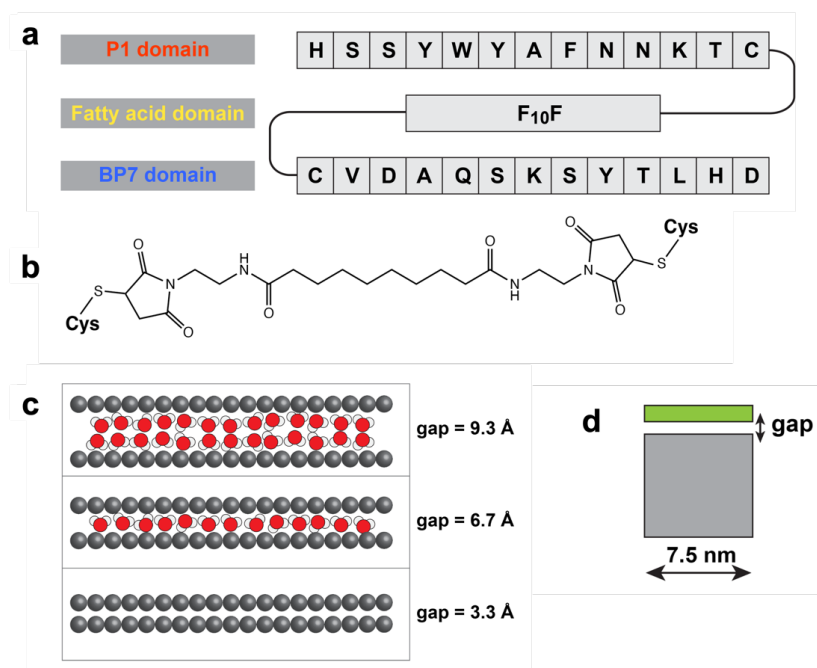 a
P1 domain
H S S Y W Y A F N N K T C
Fatty acid domain
F10F
BP7 domain
C V D A Q S K S Y T L H D
b
O
H
N
N
S
Cys
O
O
O
N
H
N
O
O
S
Cys
c
gap = 9.3 Å
gap = 6.7 Å
gap = 3.3 Å
d
gap
7.5 nm